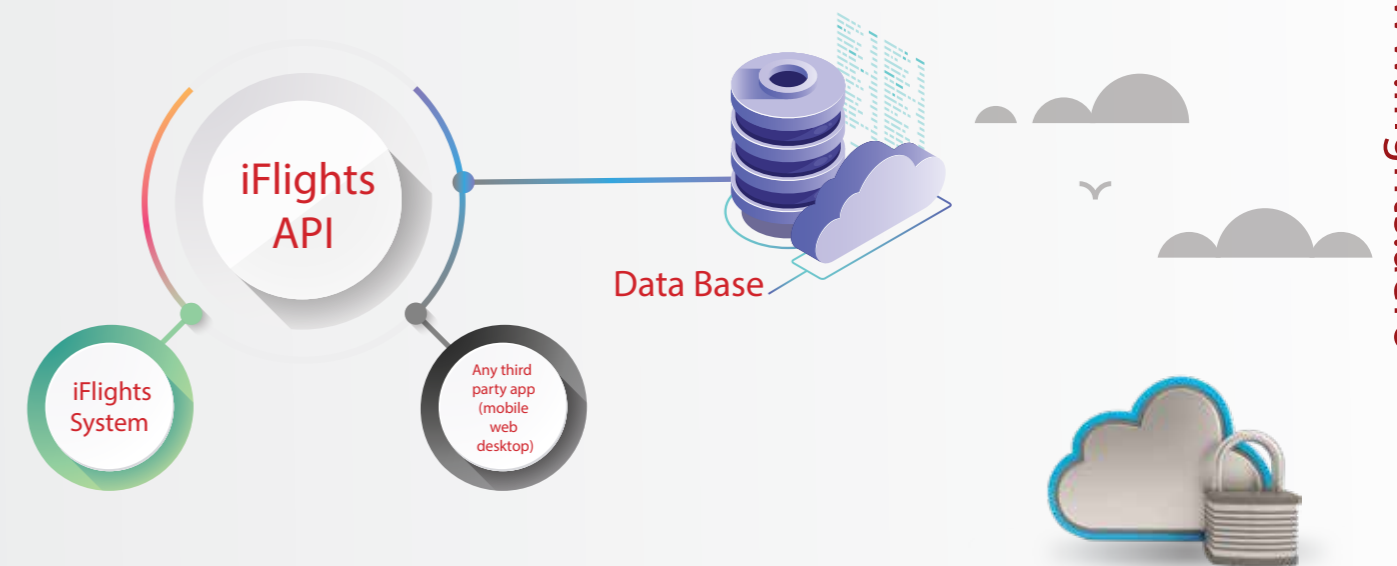 iFlights
API
Data Base
iFlights
System
Any third
party app
(mobile
web
desktop)